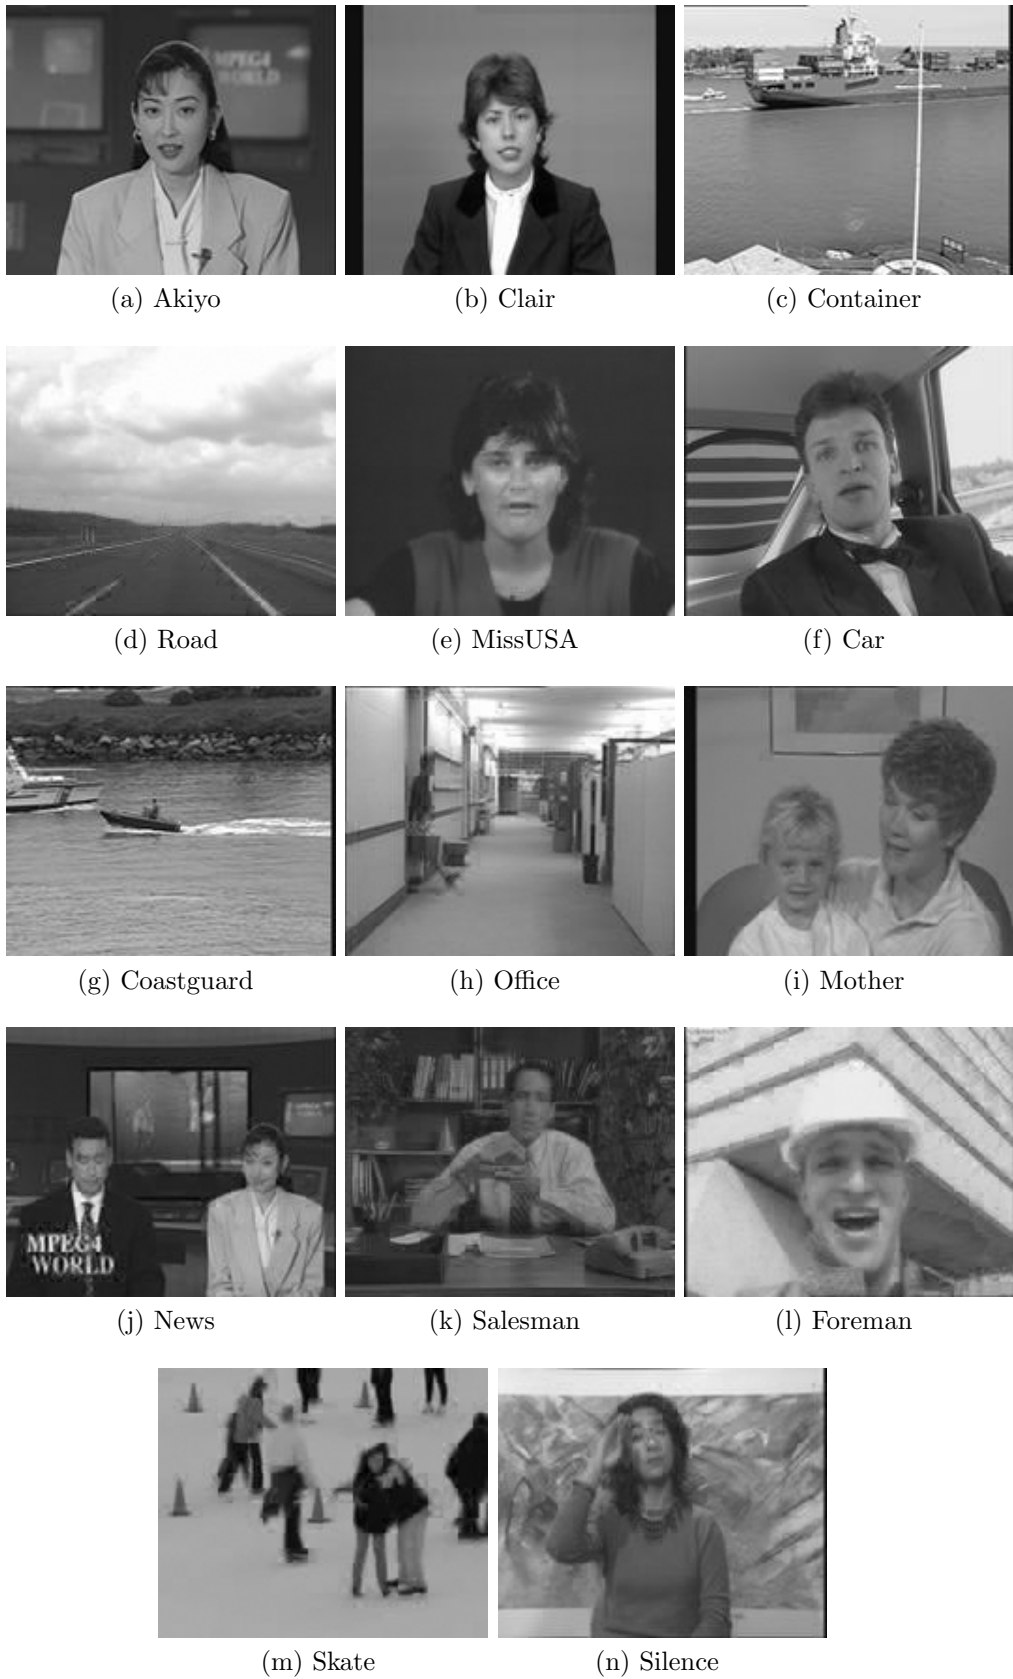 MPEG4
WORLD
(a) Akiyo
(b) Clair
(c) Container
(d) Road
(e) MissUSA
(f) Car
(g) Coastguard
(h) Office
(i) Mother
MPEG4
WORLD
(j) News
(k) Salesman
(l) Foreman
(m) Skate
(n) Silence